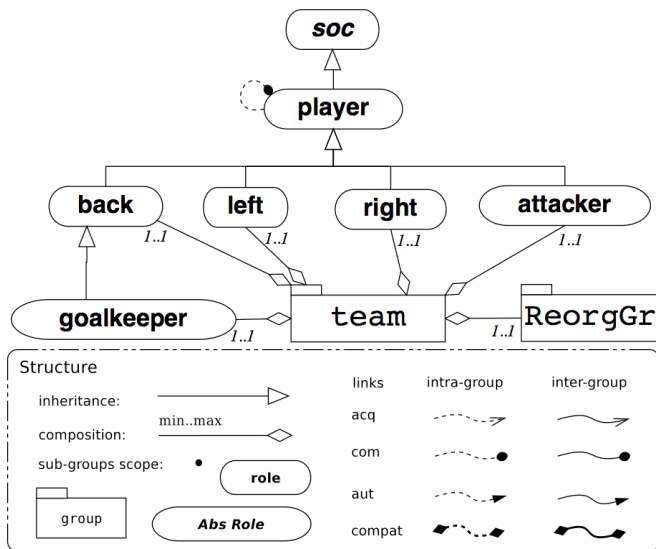 soc
player
back left right attacker
1..1 1..1 1..1 1..1
goalkeeper team ReorgGr
1..1 1..1
Structure
links intra-group inter-group
inheritance:
acq
min..max
composition:
com
sub-groups scope:
role
aut
group
Abs Role
compat